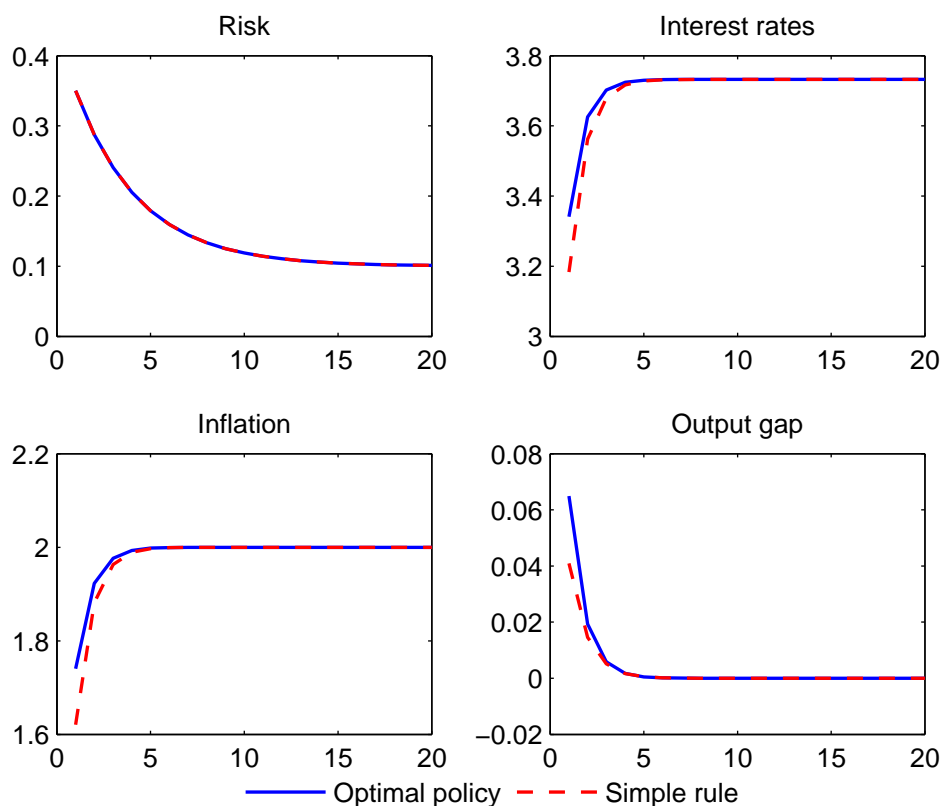 Risk
Interest rates
0.4
0.3
0.2
0.1
0
0 5 10 15 20
3.8
3.6
3.4
3.2
3
0 5 10 15 20
Inflation
Output gap
2.2
2
1.8
1.6
0 5 10 15 20
0.08
0.06
0.04
0.02
0
−0.02
0 5 10 15 20
Optimal policy Simple rule